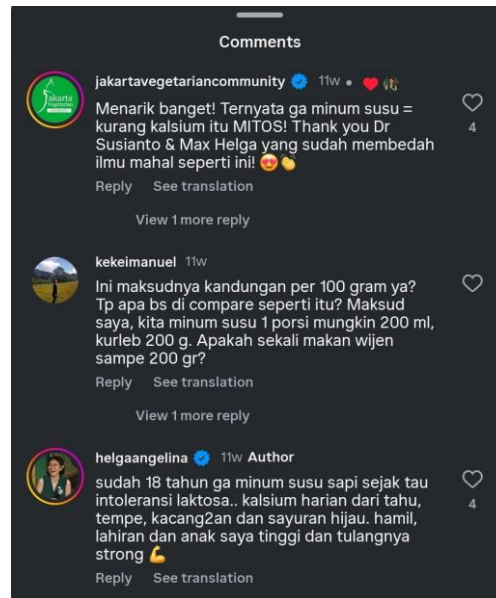 Comments
jakartavegetariancommunity 11w
Menarik banget! Ternyata ga minum susu =
kurang kalsium itu MITOS! Thank you Dr
Susianto & Max Helga yang sudah membedah
ilmu mahal seperti ini! 😍👏
4
Reply See translation
View 1 more reply
kekeimanuel 11w
Ini maksudnya kandungan per 100 gram ya?
Tp apa bs di compare seperti itu? Maksud
saya, kita minum susu 1 porsi mungkin 200 ml,
kurleb 200 g. Apakah sekali makan wijen
sampe 200 gr?
Reply See translation
View 1 more reply
helgaangelina 11w Author
sudah 18 tahun ga minum susu sapi sejak tau
intoleransi laktosa.. kalsium harian dari tahu,
tempe, kacang2an dan sayuran hijau. hamil,
lahiran dan anak saya tinggi dan tulangnya
strong 💪
4
Reply See translation